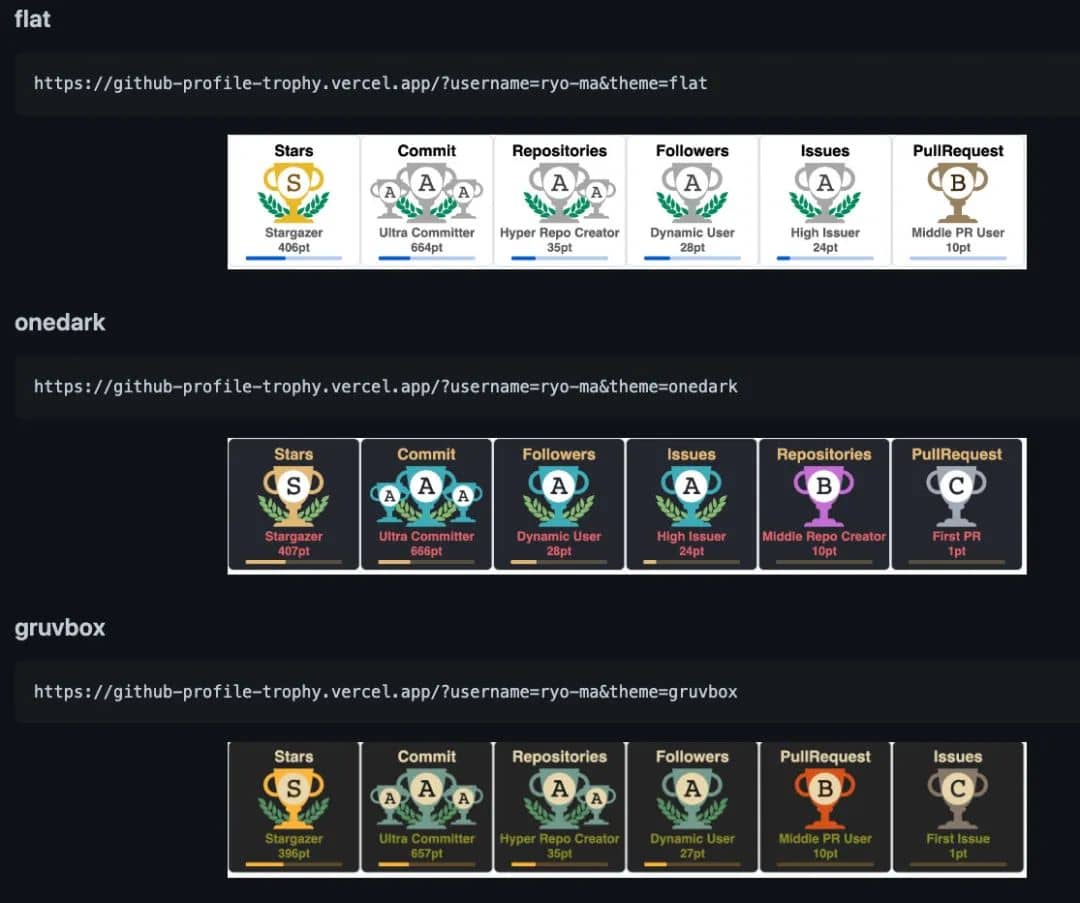 flat
https://github-profile-trophy.vercel.app/?username=ryo-ma&theme=flat
Stars Commit Repositories Followers Issues PullRequest
S A A A A A A A B
Stargazer Ultra Committer Hyper Repo Creator Dynamic User High Issuer Middle PR User
406pt 664pt 35pt 28pt 24pt 10pt
onedark
https://github-profile-trophy.vercel.app/?username=ryo-ma&theme=onedark
Stars Commit Followers Issues Repositories PullRequest
S A A A A A B C
Stargazer Ultra Committer Dynamic User High Issuer Middle Repo Creator First PR
407pt 666pt 28pt 24pt 10pt 1pt
gruvbox
https://github-profile-trophy.vercel.app/?username=ryo-ma&theme=gruvbox
Stars Commit Repositories Followers PullRequest Issues
S A A A A A A B C
Stargazer Ultra Committer Hyper Repo Creator Dynamic User Middle PR User First Issue
396pt 657pt 35pt 27pt 10pt 1pt